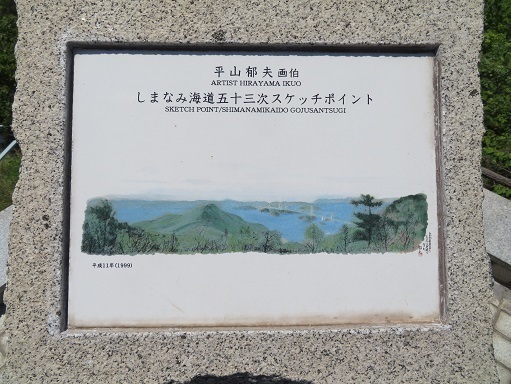 平山郁夫画伯
ARTIST HIRAYAMA IKUO
しまなみ海道五十三次スケッチポイント
SKETCH POINT/SHIMANAMIKAIDO GOJUSANTSUGI
平成11年(1999)